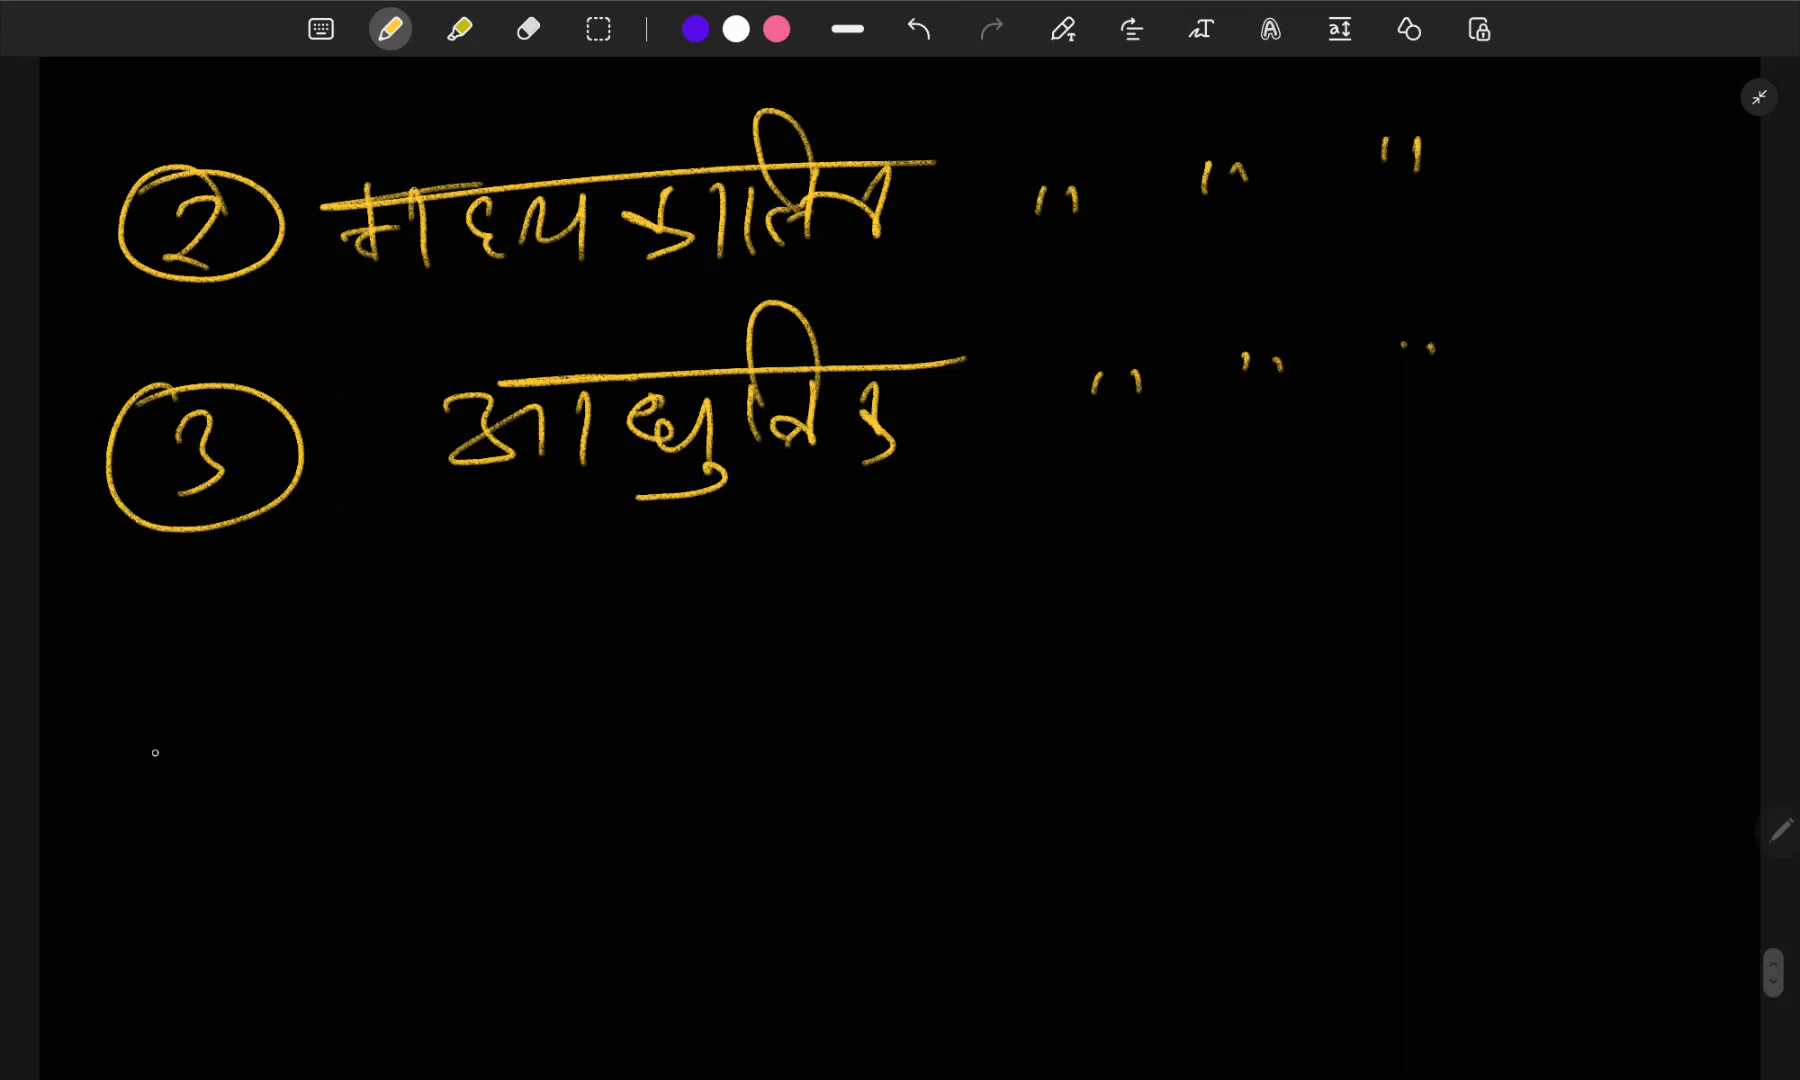 ② मध्यकालिन " " "
③ आधुनिक " " "